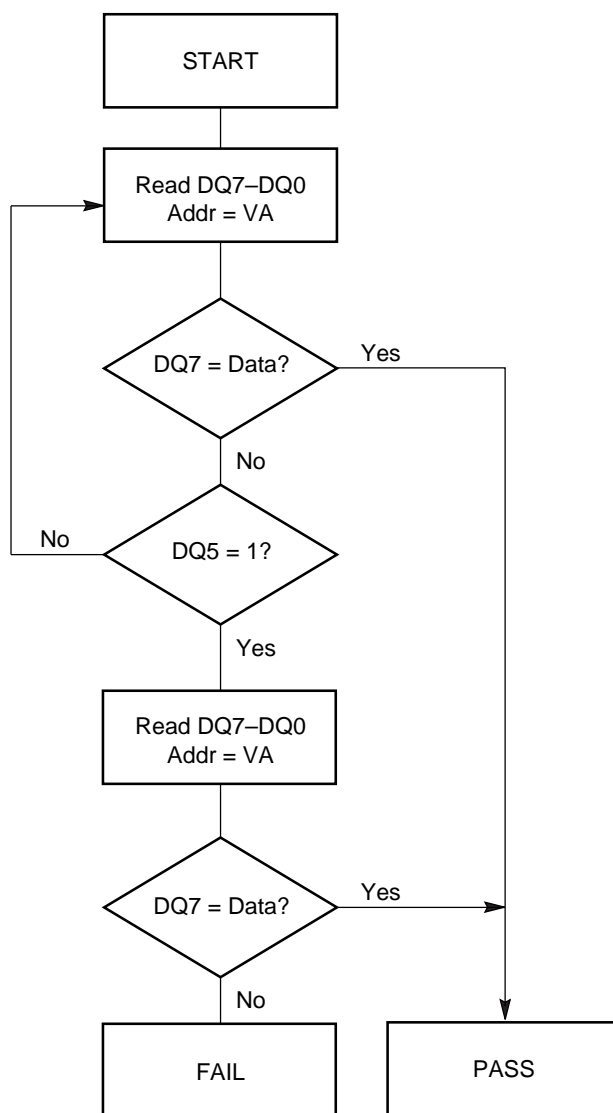 START
Read DQ7–DQ0
Addr = VA
DQ7 = Data?
Yes
No
No
DQ5 = 1?
Yes
Read DQ7–DQ0
Addr = VA
DQ7 = Data?
Yes
No
FAIL
PASS